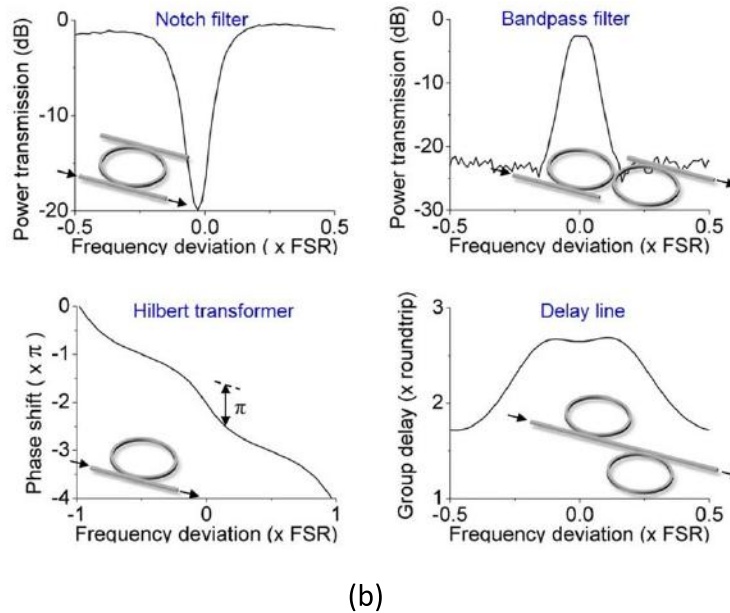 Notch filter
Power transmission (dB)
0
-10
-20
-0.5 0.0 0.5
Frequency deviation ( x FSR)
Bandpass filter
Power transmission (dB)
0
-10
-20
-30
-0.5 0.0 0.5
Frequency deviation (x FSR)
Hilbert transformer
Phase shift ( x π)
0
-1
-2
-3
-4
π
-1 0 1
Frequency deviation (x FSR)
Delay line
Group delay (x roundtrip)
3
2
1
-0.5 0.0 0.5
Frequency deviation (x FSR)
(b)